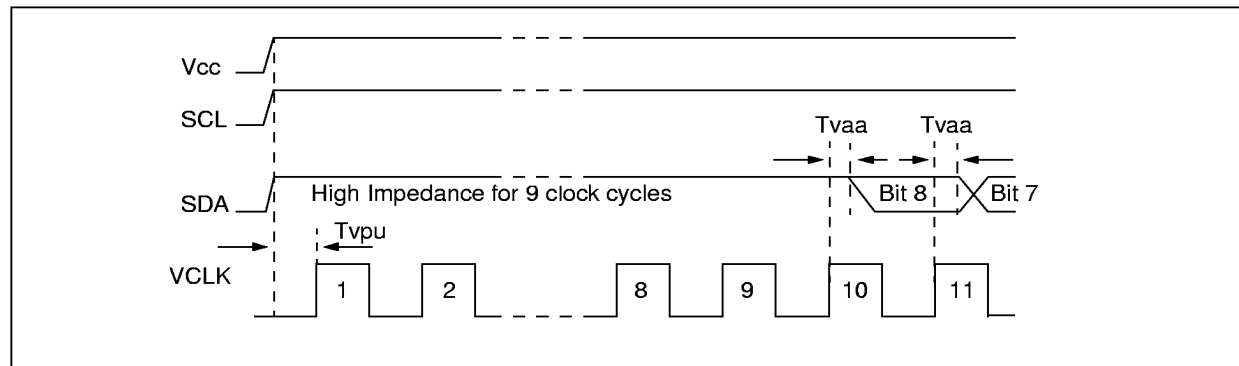 Vcc
SCL
Tvaa Tvaa
SDA High Impedance for 9 clock cycles Bit 8 Bit 7
Tvpu
VCLK 1 2 8 9 10 11